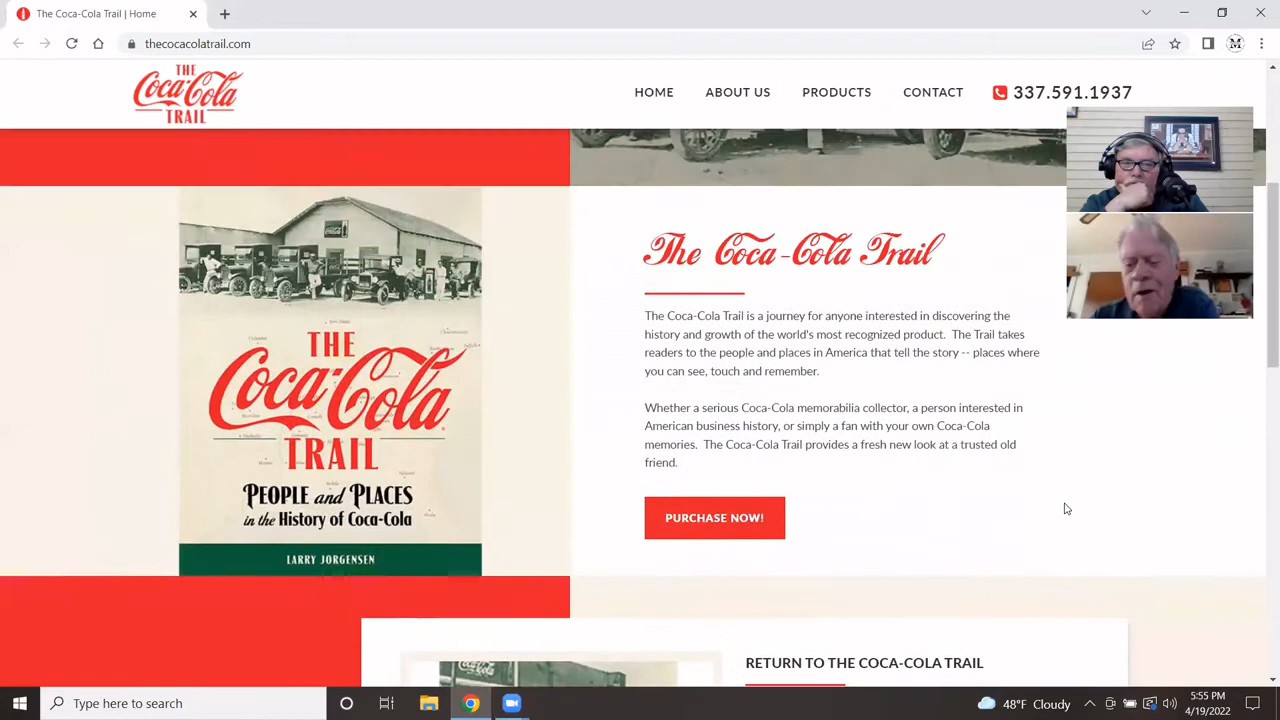 The Coca-Cola Trail | Home
thecocacolatrail.com
THE
Coca-Cola
TRAIL
HOME
ABOUT US
PRODUCTS
CONTACT
337.591.1937
THE
Coca-Cola
TRAIL
PEOPLE and PLACES
in the History of Coca-Cola
LARRY JORGENSEN
The Coca-Cola Trail
The Coca-Cola Trail is a journey for anyone interested in discovering the
history and growth of the world's most recognized product. The Trail takes
readers to the people and places in America that tell the story -- places where
you can see, touch and remember.
Whether a serious Coca-Cola memorabilia collector, a person interested in
American business history, or simply a fan with your own Coca-Cola
memories. The Coca-Cola Trail provides a fresh new look at a trusted old
friend.
PURCHASE NOW!
Coca-Cola
RETURN TO THE COCA-COLA TRAIL
Type here to search
48°F Cloudy
5:55 PM
4/19/2022